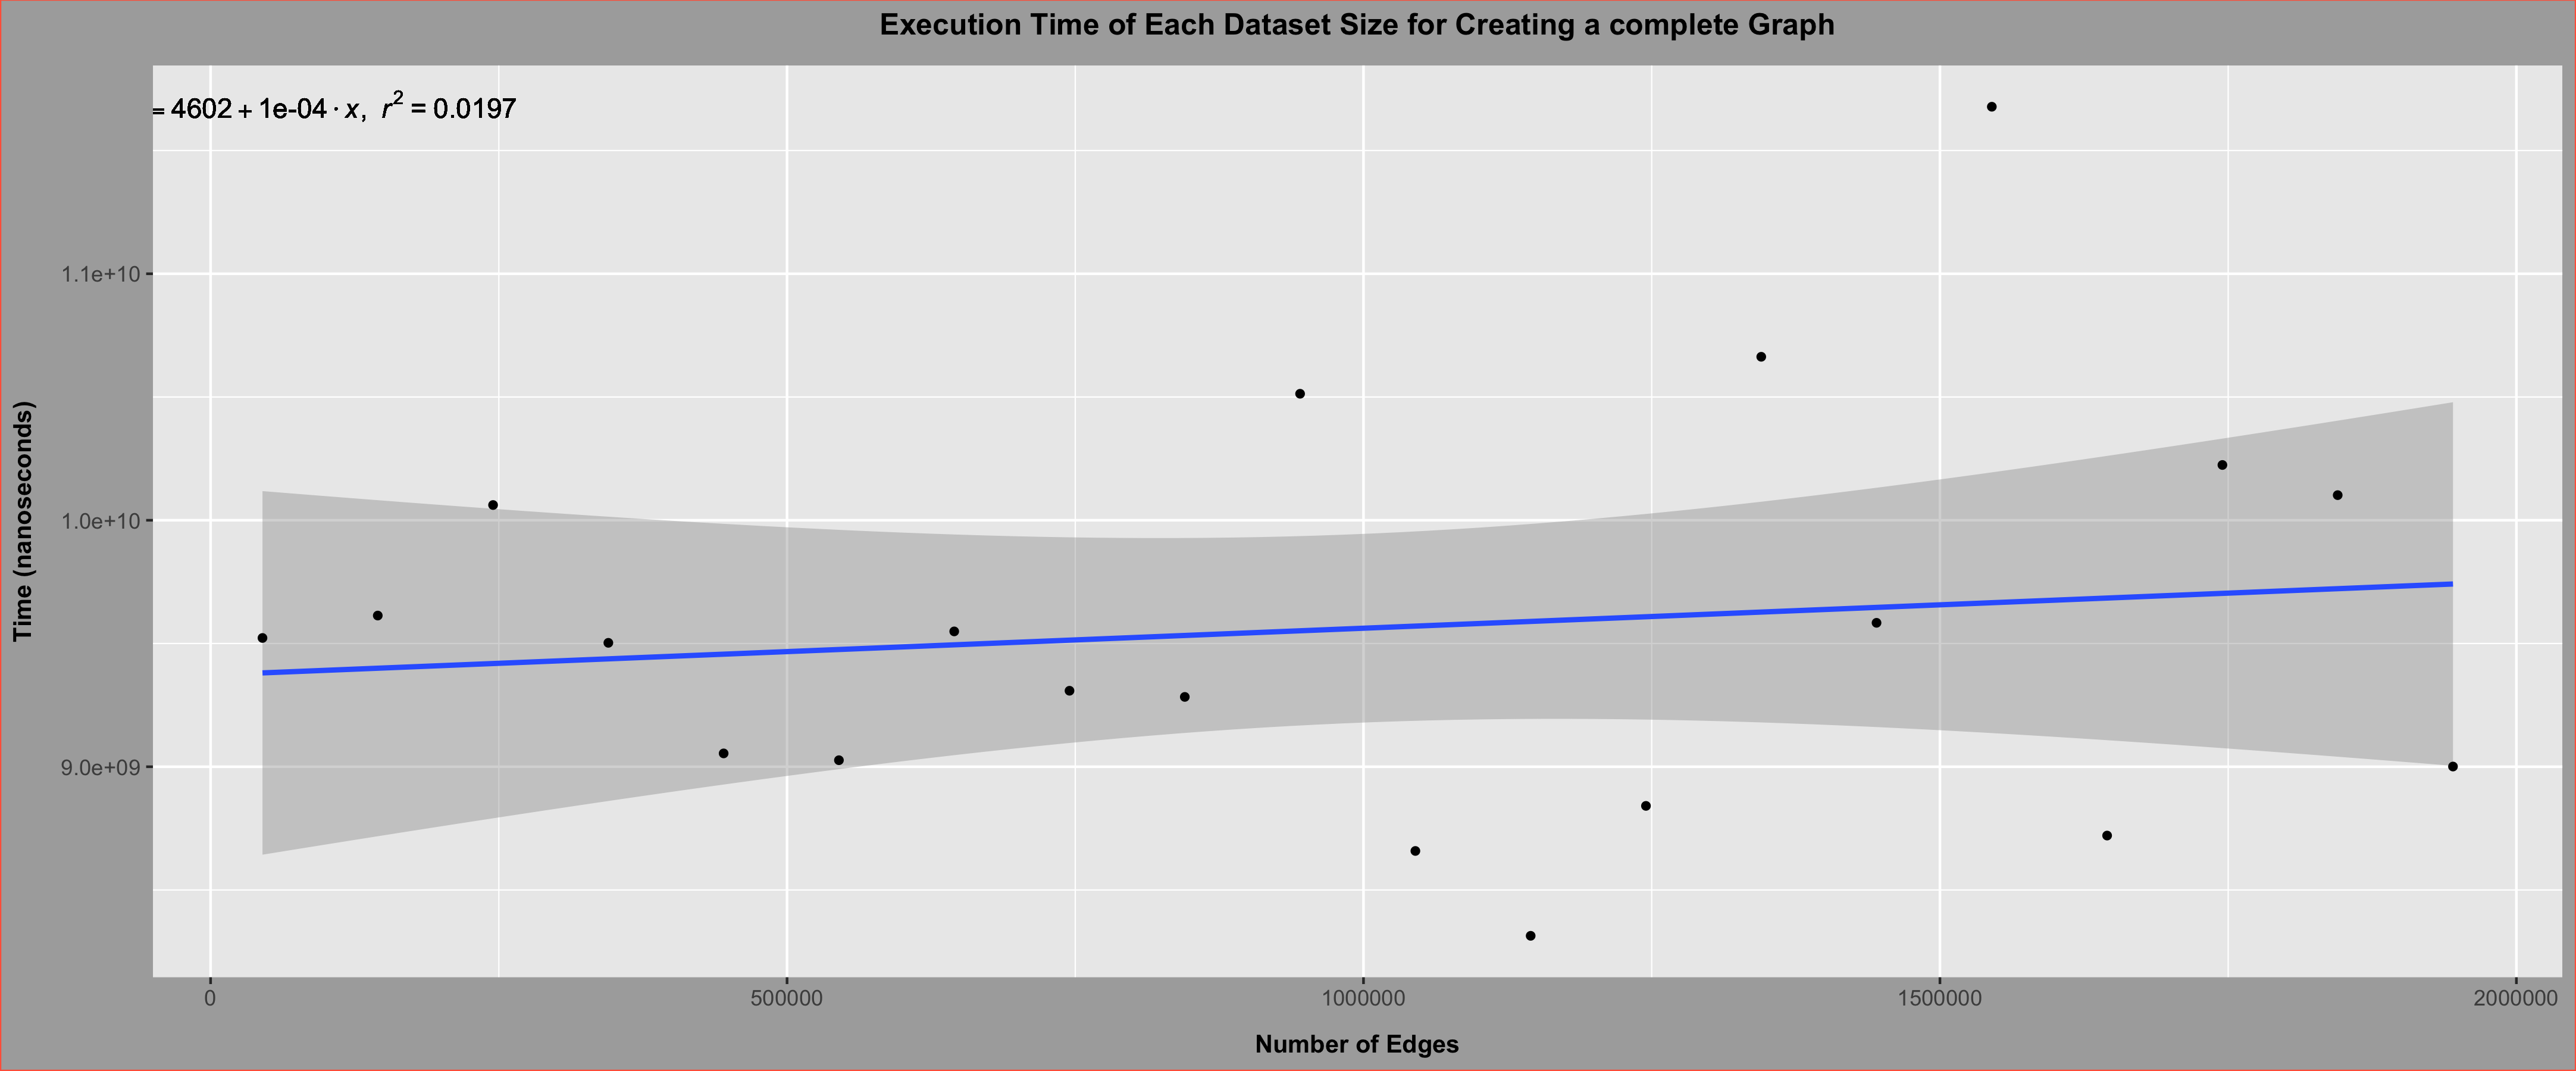 Execution Time of Each Dataset Size for Creating a complete Graph
= 4602 + 1e-04 · x, r² = 0.0197
1.1e+10
1.0e+10
9.0e+09
Time (nanoseconds)
0 500000 1000000 1500000 2000000
Number of Edges